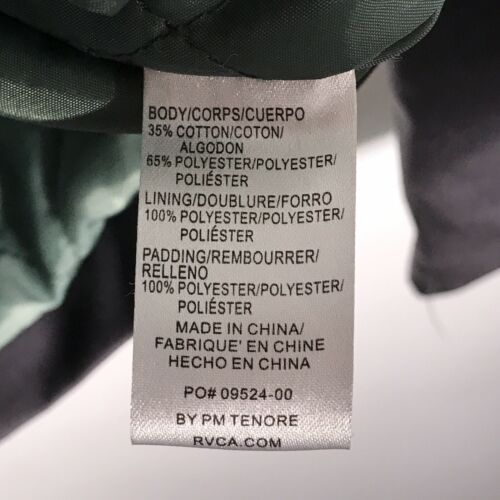 BODY/CORPS/CUERPO
35% COTTON/COTON/
ALGODON
65% POLYESTER/POLYESTER/
POLIÉSTER
LINING/DOUBLURE/FORRO
100% POLYESTER/POLYESTER/
POLIÉSTER
PADDING/REMBOURRER/
RELLENO
100% POLYESTER/POLYESTER/
POLIÉSTER
MADE IN CHINA/
FABRIQUE' EN CHINE
HECHO EN CHINA
PO# 09524-00
BY PM TENORE
RVCA.COM